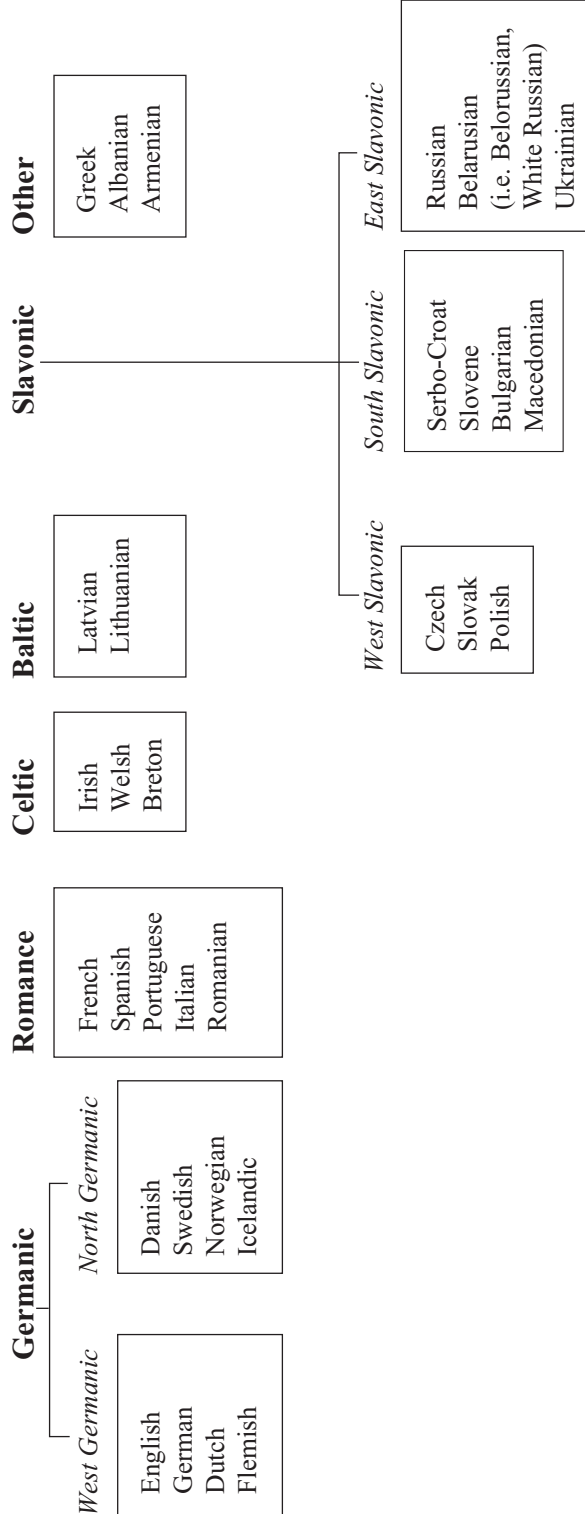 Germanic
West Germanic
English
German
Dutch
Flemish
North Germanic
Danish
Swedish
Norwegian
Icelandic
Romance
French
Spanish
Portuguese
Italian
Romanian
Celtic
Irish
Welsh
Breton
Baltic
Latvian
Lithuanian
Slavonic
West Slavonic
Czech
Slovak
Polish
South Slavonic
Serbo-Croat
Slovene
Bulgarian
Macedonian
East Slavonic
Russian
Belarusian
(i.e. Belorussian,
White Russian)
Ukrainian
Other
Greek
Albanian
Armenian